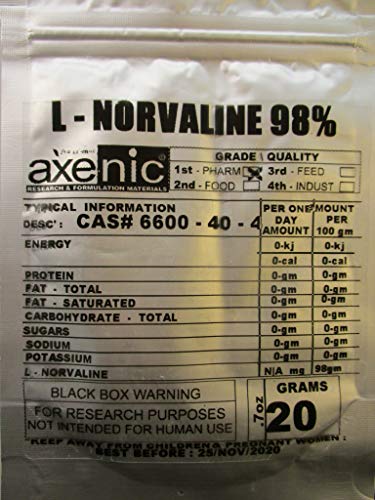 L - NORVALINE 98%
axenic®
RESEARCH & FORMULATION MATERIALS
GRADE \ QUALITY
1st - PHARM 3rd - FEED
2nd - FOOD 4th - INDUST
TYPICAL INFORMATION
DESC': CAS# 6600 - 40 - 4
PER ONE DAY AMOUNT
AMOUNT PER 100 gm
ENERGY 0-kj 0-kj
0-cal 0-cal
PROTEIN 0-gm 0-gm
FAT - TOTAL 0-gm 0-gm
FAT - SATURATED 0-gm 0-gm
CARBOHYDRATE - TOTAL 0-gm 0-gm
SUGARS 0-gm 0-gm
SODIUM 0-gm 0-gm
POTASSIUM 0-gm 0-gm
L - NORVALINE N\A mg 98gm
BLACK BOX WARNING
FOR RESEARCH PURPOSES
NOT INTENDED FOR HUMAN USE
.7oz
GRAMS
20
KEEP AWAY FROM CHILDREN & PREGNANT WOMEN
BEST BEFORE : 25/NOV/2020